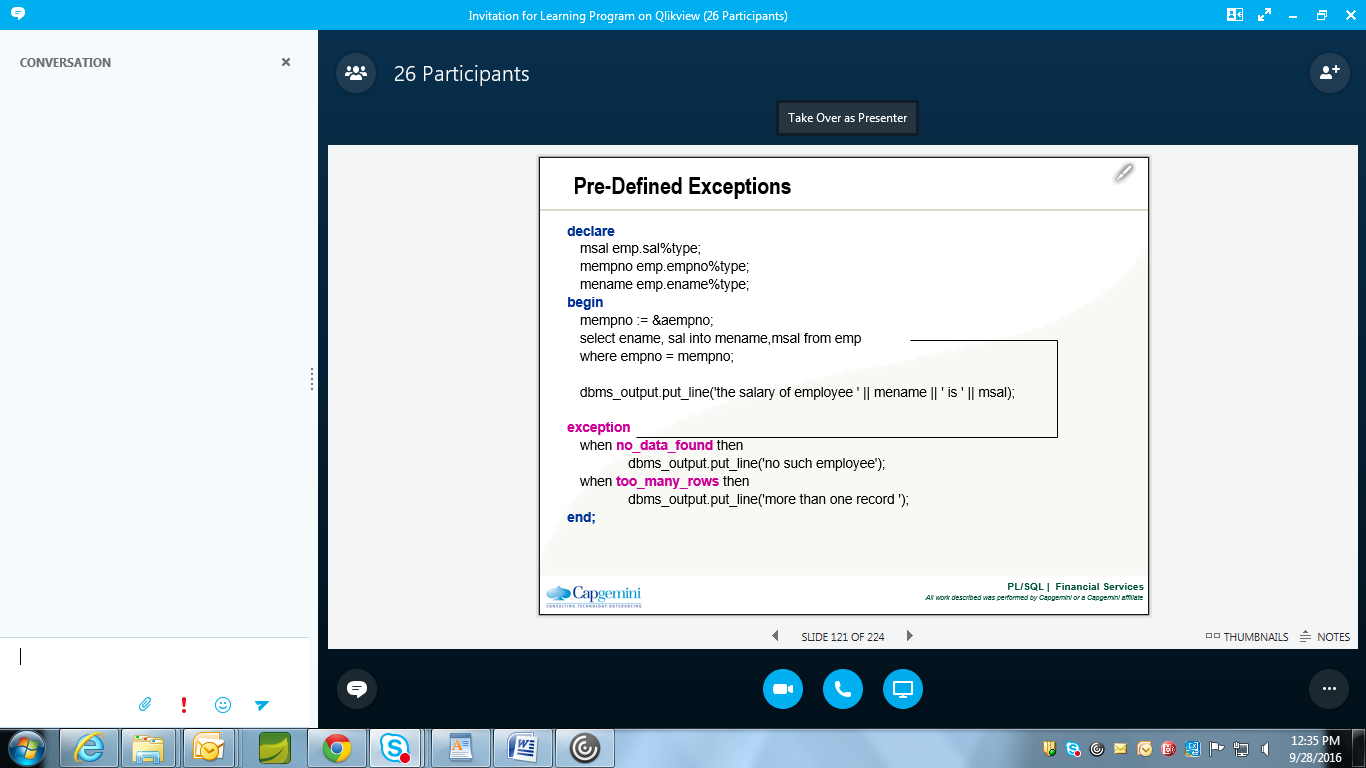 Invitation for Learning Program on Qlikview (26 Participants)
CONVERSATION
26 Participants
Take Over as Presenter
Pre-Defined Exceptions
declare
msal emp.sal%type;
mempno emp.empno%type;
mename emp.ename%type;
begin
mempno := &aempno;
select ename, sal into mename,msal from emp
where empno = mempno;
dbms_output.put_line('the salary of employee ' || mename || ' is ' || msal);
exception
when no_data_found then
dbms_output.put_line('no such employee');
when too_many_rows then
dbms_output.put_line('more than one record ');
end;
Capgemini
CONSULTING.TECHNOLOGY.OUTSOURCING
PL/SQL | Financial Services
All work described was performed by Capgemini or a Capgemini affiliate
SLIDE 121 OF 224
THUMBNAILS
NOTES
12:35 PM
9/28/2016